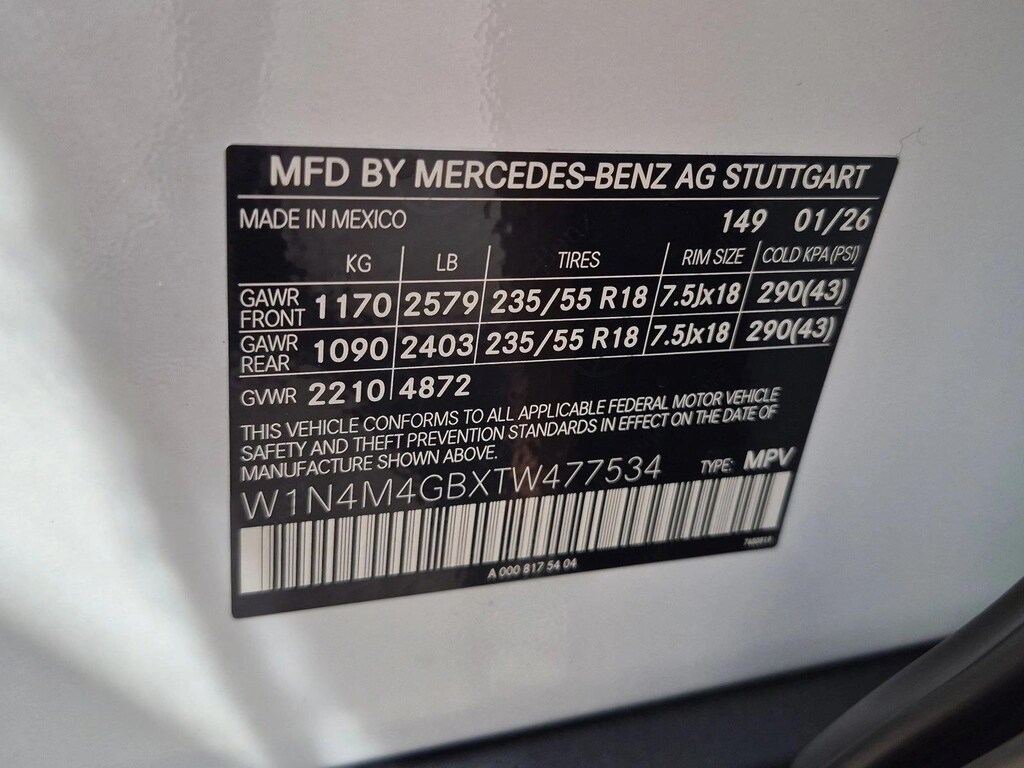 MFD BY MERCEDES-BENZ AG STUTTGART
MADE IN MEXICO 149 01/26
KG LB TIRES RIM SIZE COLD KPA (PSI)
GAWR FRONT 1170 2579 235/55 R18 7.5Jx18 290(43)
GAWR REAR 1090 2403 235/55 R18 7.5Jx18 290(43)
GVWR 2210 4872
THIS VEHICLE CONFORMS TO ALL APPLICABLE FEDERAL MOTOR VEHICLE
SAFETY AND THEFT PREVENTION STANDARDS IN EFFECT ON THE DATE OF
MANUFACTURE SHOWN ABOVE.
W1N4M4GBXTW477534 TYPE: MPV
A 000 817 54 04